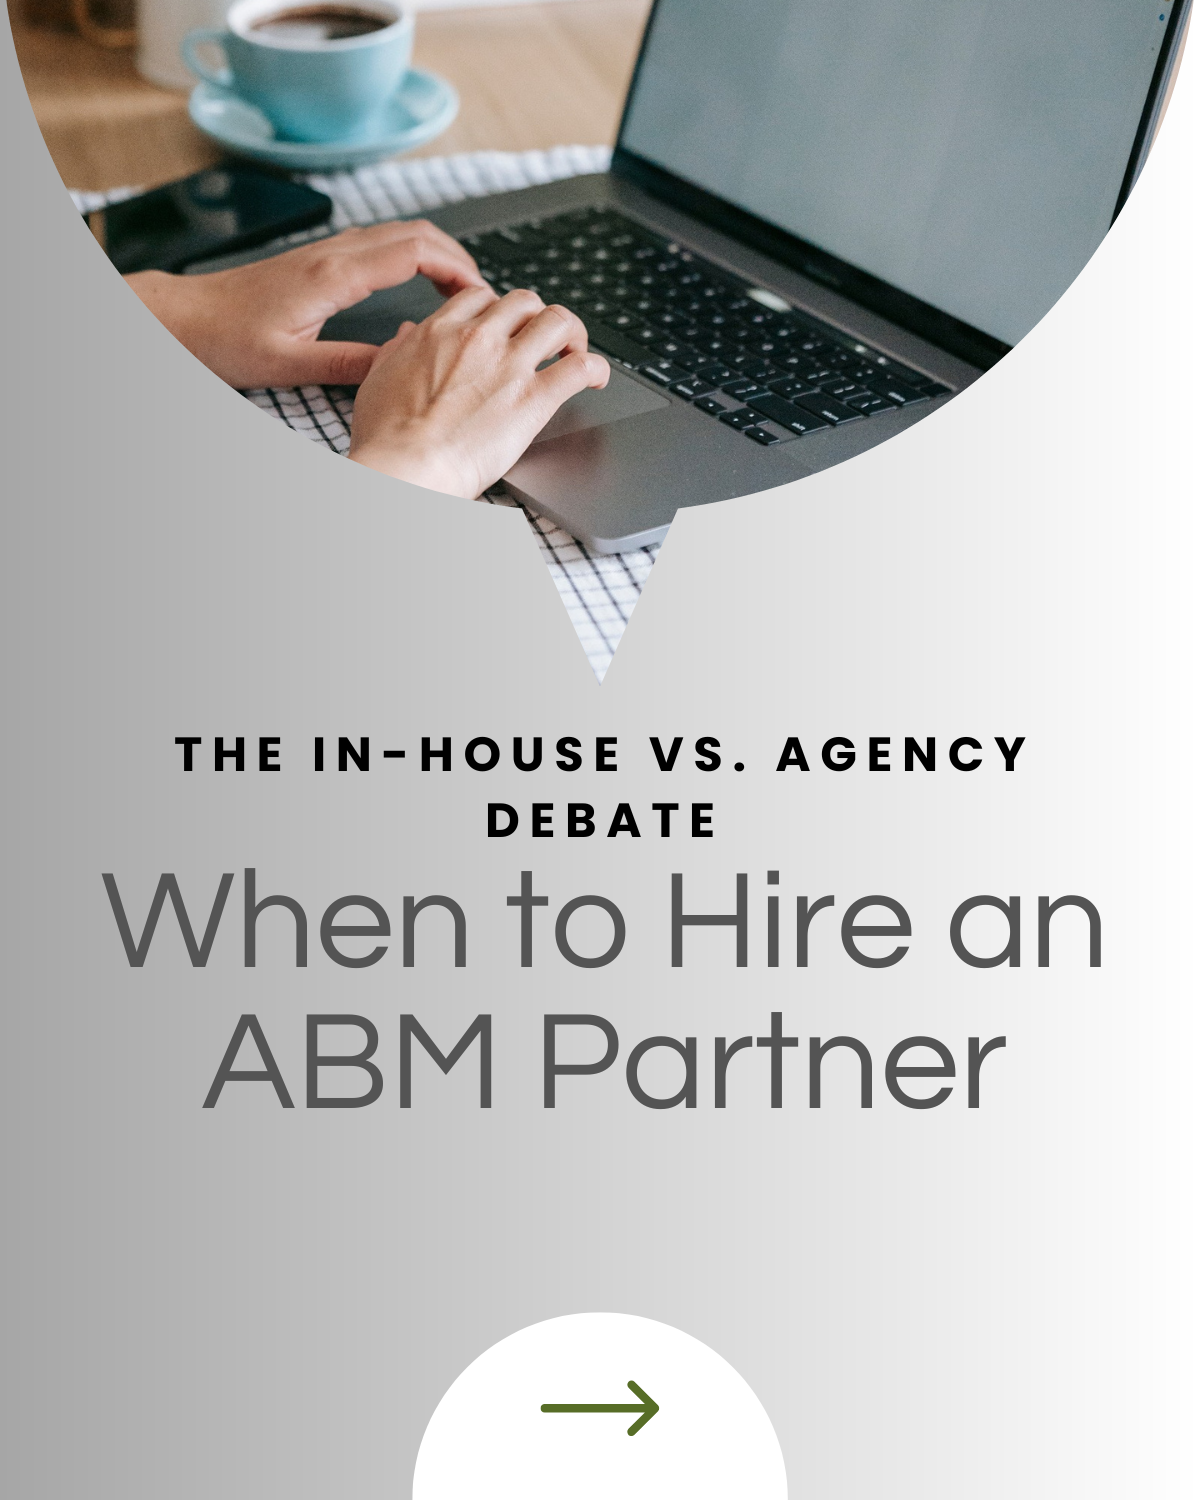 THE IN-HOUSE VS. AGENCY
DEBATE
When to Hire an
ABM Partner